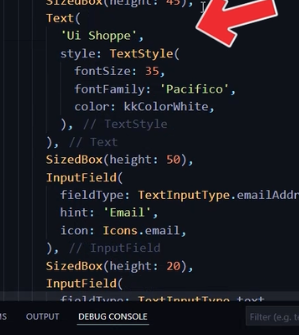 SizedBox(height: 45),
Text(
'Ui Shoppe',
style: TextStyle(
fontSize: 35,
fontFamily: 'Pacifico',
color: kkColorWhite,
), // TextStyle
), // Text
SizedBox(height: 50),
InputField(
fieldType: TextInputType.emailAddr
hint: 'Email',
icon: Icons.email,
), // InputField
SizedBox(height: 20),
InputField(
fieldType: TextInputType.text
MS OUTPUT DEBUG CONSOLE Filter (e.g. t